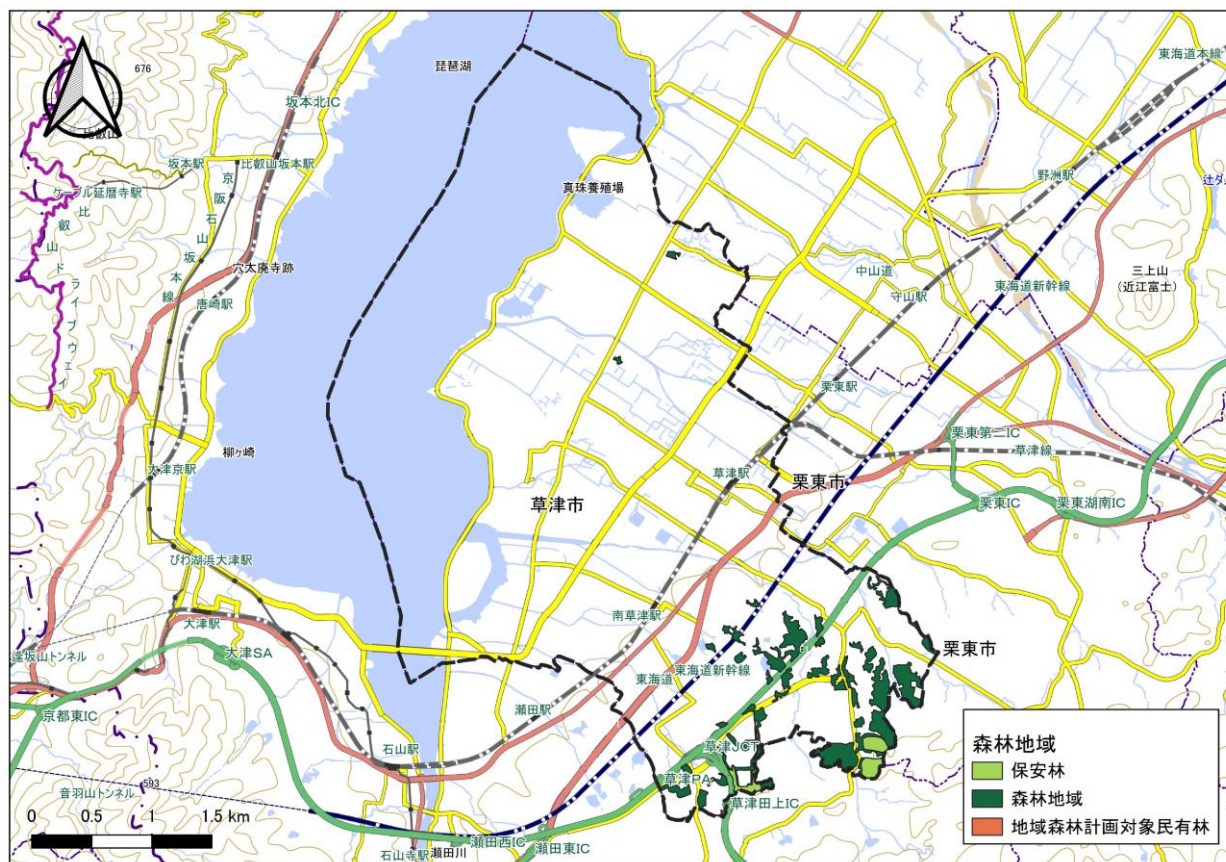 676
琵琶湖
東海道本線
坂本北IC
比叡山
坂本駅
比叡山坂本駅
ケーブル延暦寺駅
京阪石山坂本線
比叡山ドライブウェイ
真珠養殖場
野洲駅
辻ダム
穴太廃寺跡
唐崎駅
中山道
守山駅
東海道新幹線
三上山
(近江富士)
栗東駅
柳ヶ崎
大津京駅
草津駅
栗東第二IC
草津線
草津市
栗東市
栗東IC
栗東湖南IC
びわ湖浜大津駅
大津駅
南草津駅
逢坂山トンネル
大津SA
東海道
東海道新幹線
栗東市
瀬田駅
京都東IC
石山駅
草津JCT
草津PA
草津田上IC
593
音羽山トンネル
0 0.5 1 1.5 km
石山寺駅
瀬田川
瀬田西IC
瀬田東IC
森林地域
保安林
森林地域
地域森林計画対象民有林